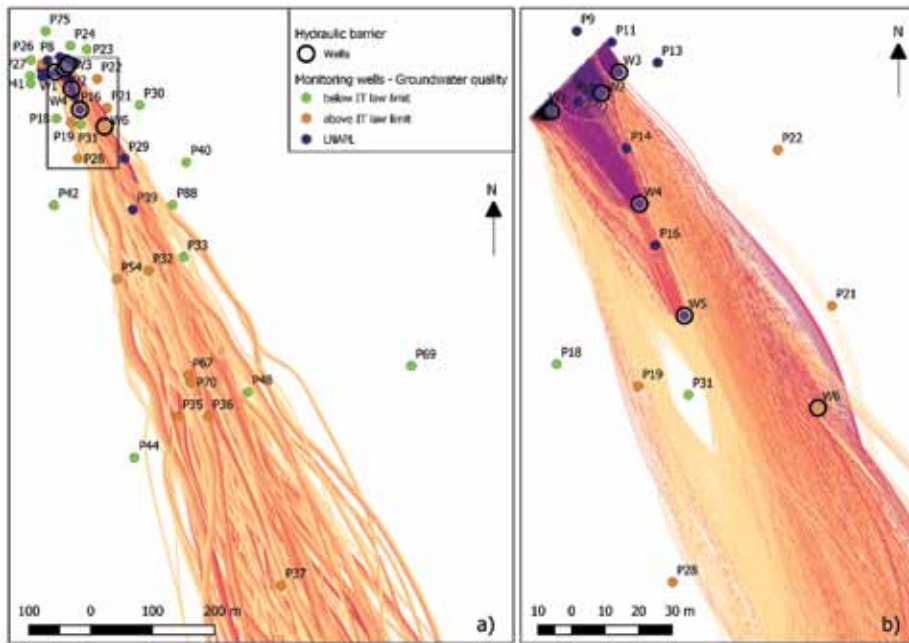 P75
P24
P23
P26
P8
P27
P41
W1
W3
P22
W4
P16
P21
P30
P18
W6
P19
P31
P28
P29
P40
P42
P39
P88
P33
P54
P32
P67
P70
P69
P48
P35
P36
P44
P37
Hydraulic barrier
Wells
Monitoring wells - Groundwater quality
below IT law limit
above IT law limit
LNAPL
N
100 0 100 200 m
a)
P9
P11
N
W3
P13
P14
P22
W4
P16
P21
W5
P18
P19
P31
W6
P28
10 0 10 20 30 m
b)